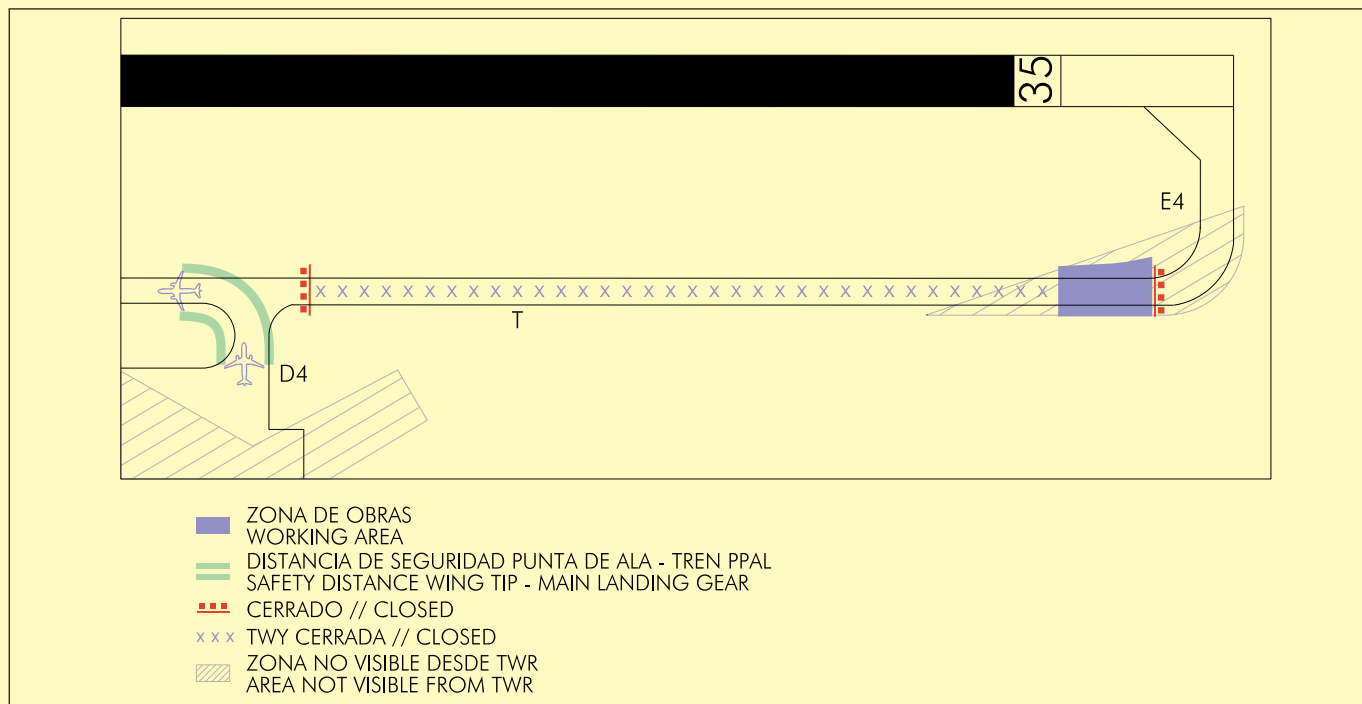 35
E4
T
D4
ZONA DE OBRAS
WORKING AREA
DISTANCIA DE SEGURIDAD PUNTA DE ALA - TREN PPAL
SAFETY DISTANCE WING TIP - MAIN LANDING GEAR
CERRADO // CLOSED
x x x TWY CERRADA // CLOSED
ZONA NO VISIBLE DESDE TWR
AREA NOT VISIBLE FROM TWR